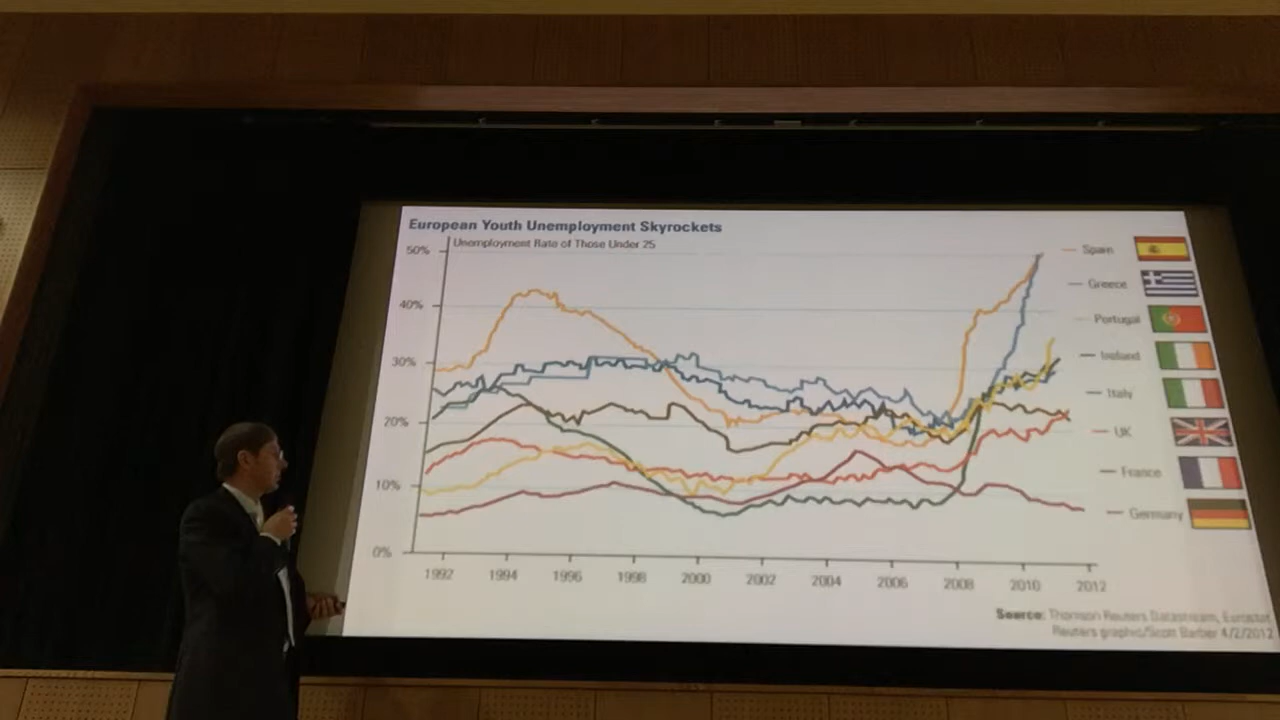 European Youth Unemployment Skyrockets
Unemployment Rate of Those Under 25
50%
40%
30%
20%
10%
0%
1992 1994 1996 1998 2000 2002 2004 2006 2008 2010 2012
Spain
Greece
Portugal
Ireland
Italy
UK
France
Germany
Source: Thomson Reuters Datastream, Eurostat
Reuters graphic/Scott Barber 4/2/2012